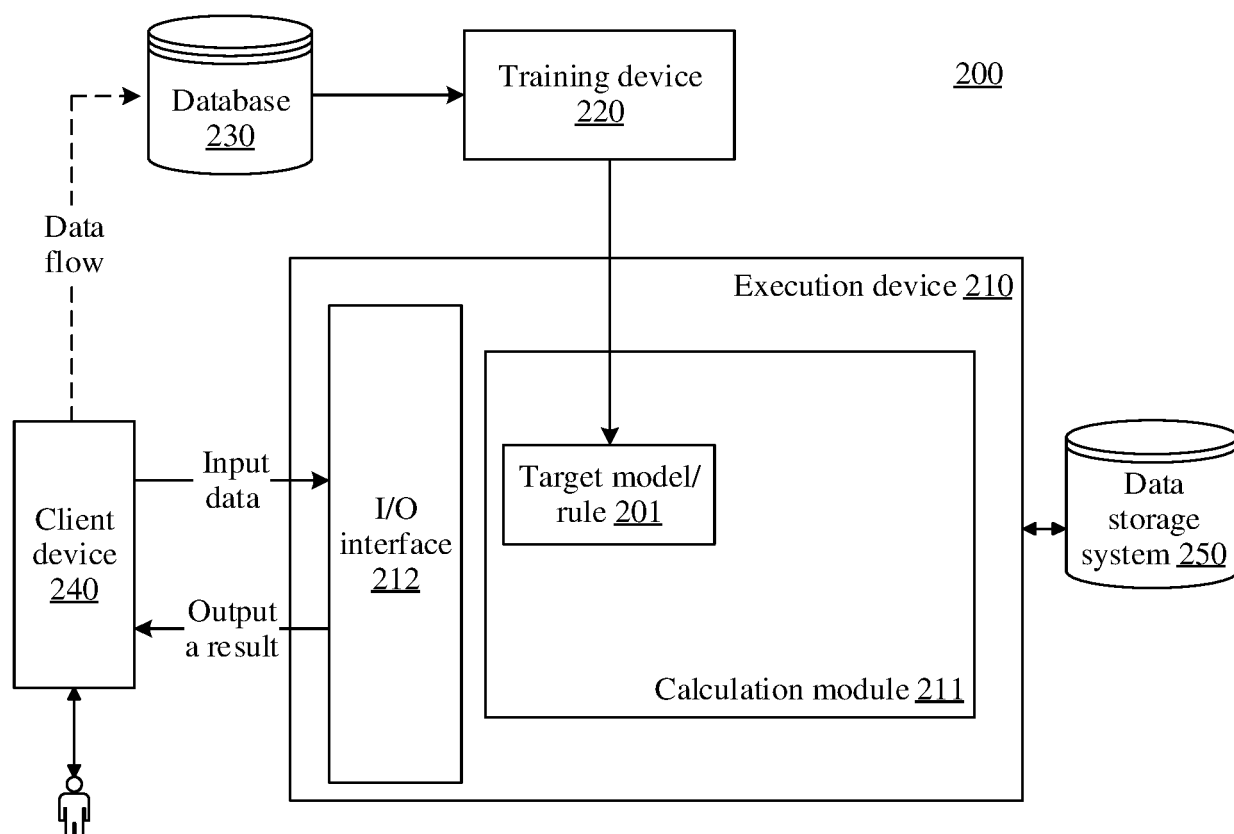 Database
230
Training device
220
200
Data
flow
Execution device 210
Input
data
Client
device
240
I/O
interface
212
Target model/
rule 201
Data
storage
system 250
Output
a result
Calculation module 211